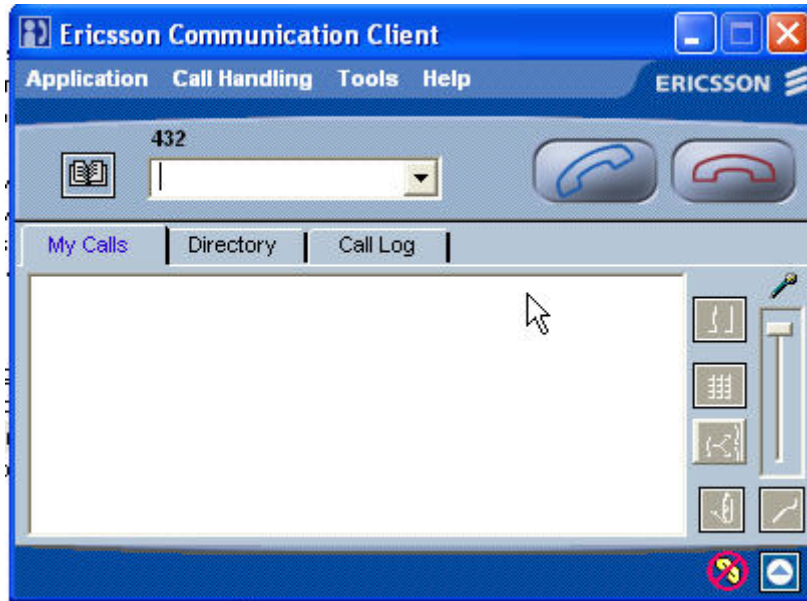 Ericsson Communication Client
Application Call Handling Tools Help
ERICSSON
432
My Calls Directory Call Log